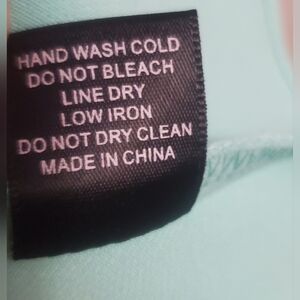 HAND WASH COLD
DO NOT BLEACH
LINE DRY
LOW IRON
DO NOT DRY CLEAN
MADE IN CHINA